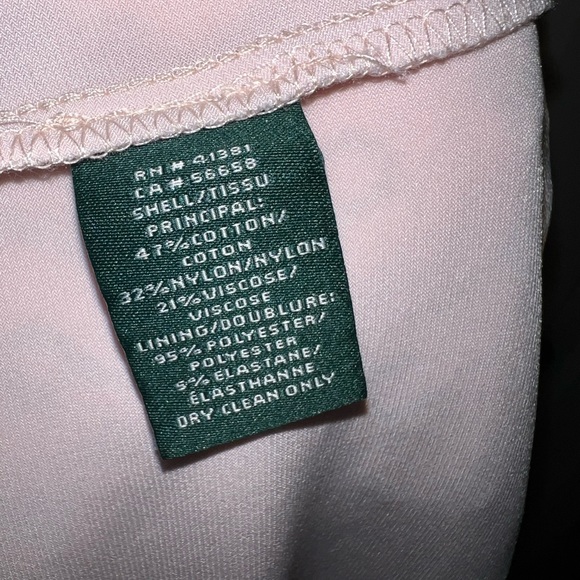 RN # 41381
CA # 56658
SHELL/TISSU
PRINCIPAL:
47%COTTON/
COTON
32%NYLON/NYLON
21%VISCOSE/
VISCOSE
LINING/DOUBLURE:
95% POLYESTER/
POLYESTER
5% ELASTANE/
ÉLASTHANNE
DRY CLEAN ONLY